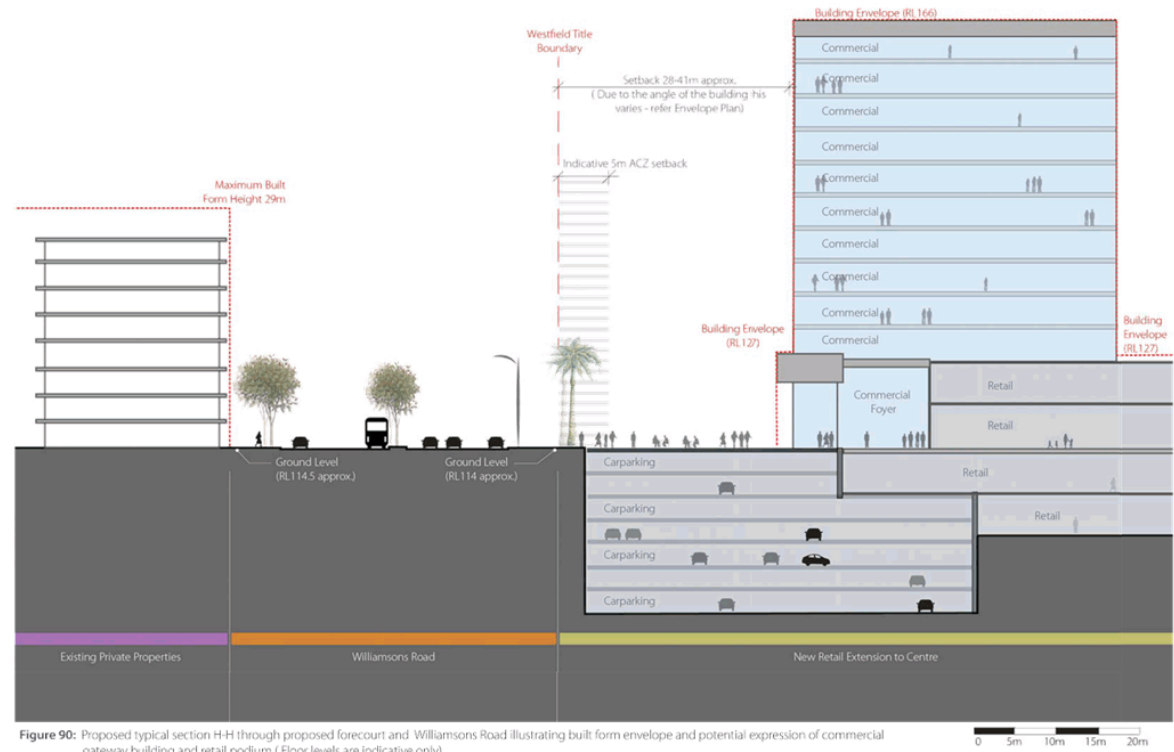 Building Envelope (RL166)
Westfield Title
Boundary
Setback 28-41m approx.
( Due to the angle of the building this
varies - refer Envelope Plan)
Indicative 5m ACZ setback
Maximum Built
Form Height 29m
Commercial
Commercial
Commercial
Commercial
Commercial
Commercial
Commercial
Commercial
Commercial
Commercial
Building Envelope
(RL127)
Building
Envelope
(RL127)
Commercial
Foyer
Retail
Retail
Retail
Retail
Ground Level
(RL114.5 approx.)
Ground Level
(RL114 approx.)
Carparking
Carparking
Carparking
Carparking
Existing Private Properties
Williamsons Road
New Retail Extension to Centre
Figure 90: Proposed typical section H-H through proposed forecourt and Williamsons Road illustrating built form envelope and potential expression of commercial
gateway building and retail podium ( Floor levels are indicative only)
0 5m 10m 15m 20m